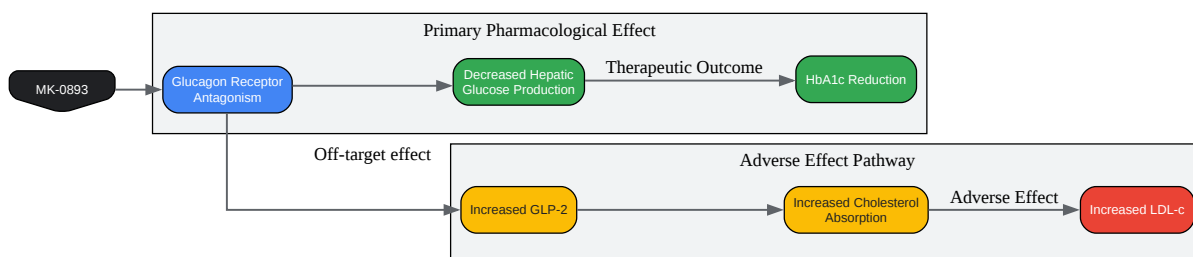 Primary Pharmacological Effect
MK-0893
Glucagon Receptor
Antagonism
Decreased Hepatic
Glucose Production
Therapeutic Outcome
HbA1c Reduction
Off-target effect
Adverse Effect Pathway
Increased GLP-2
Increased Cholesterol
Absorption
Adverse Effect
Increased LDL-c